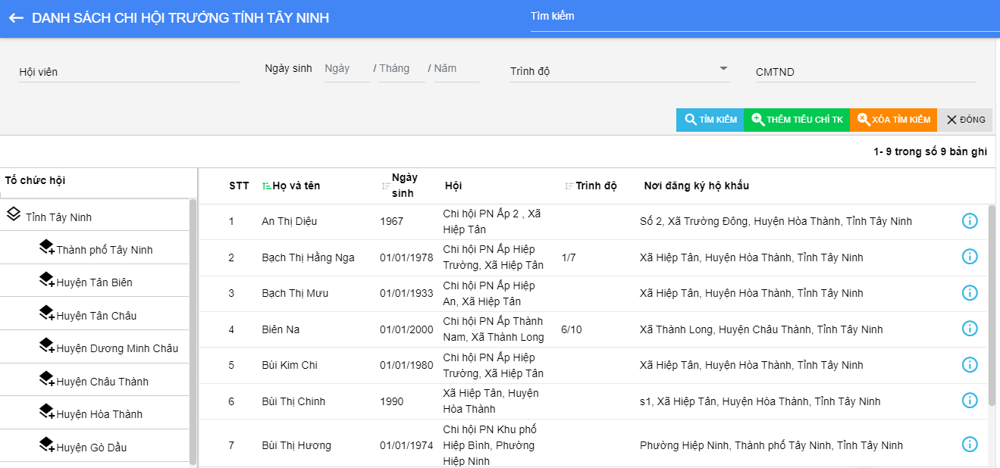 DANH SÁCH CHI HỘI TRƯỞNG TỈNH TÂY NINH
Tìm kiếm
Hội viên
Ngày sinh Ngày / Tháng / Năm
Trình độ
CMTND
TÌM KIẾM THÊM TIÊU CHÍ TK XÓA TÌM KIẾM ĐÓNG
1- 9 trong số 9 bản ghi
Tổ chức hội
Tỉnh Tây Ninh
Thành phố Tây Ninh
Huyện Tân Biên
Huyện Tân Châu
Huyện Dương Minh Châu
Huyện Châu Thành
Huyện Hòa Thành
Huyện Gò Dầu
STT Họ và tên Ngày sinh Hội Trình độ Nơi đăng ký hộ khẩu
1 An Thị Diệu 1967 Chi hội PN Ấp 2 , Xã Hiệp Tân Số 2, Xã Trường Đông, Huyện Hòa Thành, Tỉnh Tây Ninh
2 Bạch Thị Hằng Nga 01/01/1978 Chi hội PN Ấp Hiệp Trường, Xã Hiệp Tân 1/7 Xã Hiệp Tân, Huyện Hòa Thành, Tỉnh Tây Ninh
3 Bạch Thị Mưu 01/01/1933 Chi hội PN Ấp Hiệp An, Xã Hiệp Tân Xã Hiệp Tân, Huyện Hòa Thành, Tỉnh Tây Ninh
4 Biên Na 01/01/2000 Chi hội PN Ấp Thành Nam, Xã Thành Long 6/10 Xã Thành Long, Huyện Châu Thành, Tỉnh Tây Ninh
5 Bùi Kim Chi 01/01/1980 Chi hội PN Ấp Hiệp Trường, Xã Hiệp Tân Xã Hiệp Tân, Huyện Hòa Thành, Tỉnh Tây Ninh
6 Bùi Thị Chinh 1990 Xã Hiệp Tân, Huyện Hòa Thành s1, Xã Hiệp Tân, Huyện Hòa Thành, Tỉnh Tây Ninh
7 Bùi Thị Hương 01/01/1974 Chi hội PN Khu phố Hiệp Bình, Phường Hiệp Ninh Phường Hiệp Ninh, Thành phố Tây Ninh, Tỉnh Tây Ninh